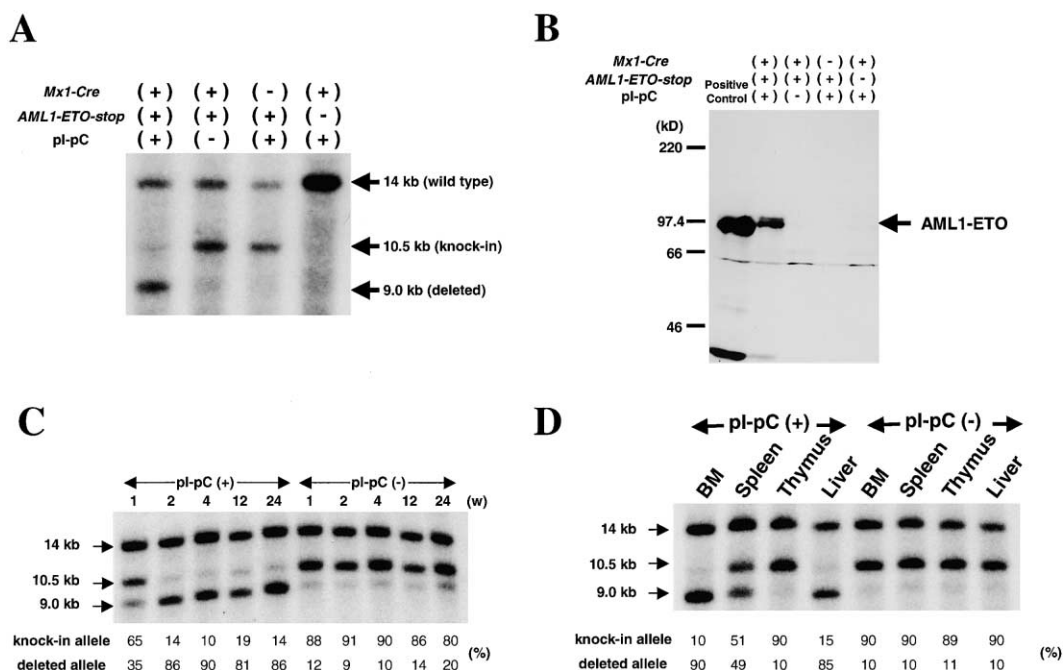 A
Mx1-Cre (+) (+) (-) (+)
AML1-ETO-stop (+) (+) (+) (-)
pI-pC (+) (-) (+) (+)
14 kb (wild type)
10.5 kb (knock-in)
9.0 kb (deleted)
B
Mx1-Cre (+) (+) (-) (+)
AML1-ETO-stop Positive (+) (+) (+) (-)
pI-pC Control (+) (-) (+) (+)
(kD)
220
97.4
AML1-ETO
66
46
C
pI-pC (+) pI-pC (-)
1 2 4 12 24 1 2 4 12 24 (w)
14 kb
10.5 kb
9.0 kb
knock-in allele 65 14 10 19 14 88 91 90 86 80
(%)
deleted allele 35 86 90 81 86 12 9 10 14 20
D
pI-pC (+) pI-pC (-)
BM Spleen Thymus Liver BM Spleen Thymus Liver
14 kb
10.5 kb
9.0 kb
knock-in allele 10 51 90 15 90 90 89 90
(%)
deleted allele 90 49 10 85 10 10 11 10